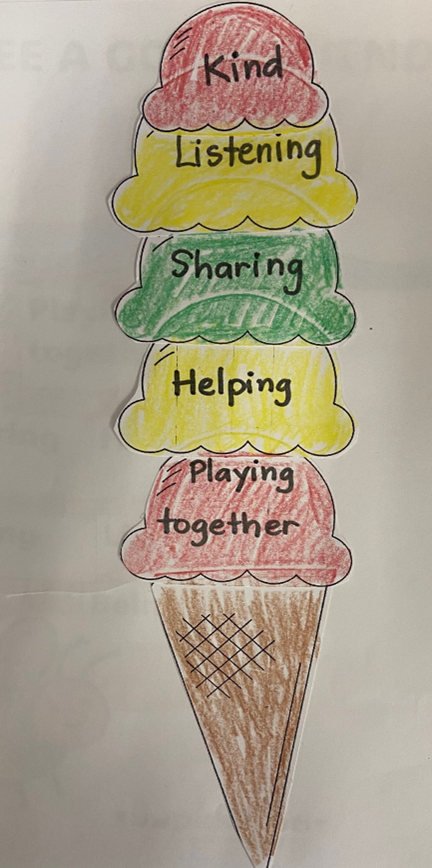 Kind
Listening
Sharing
Helping
Playing
together